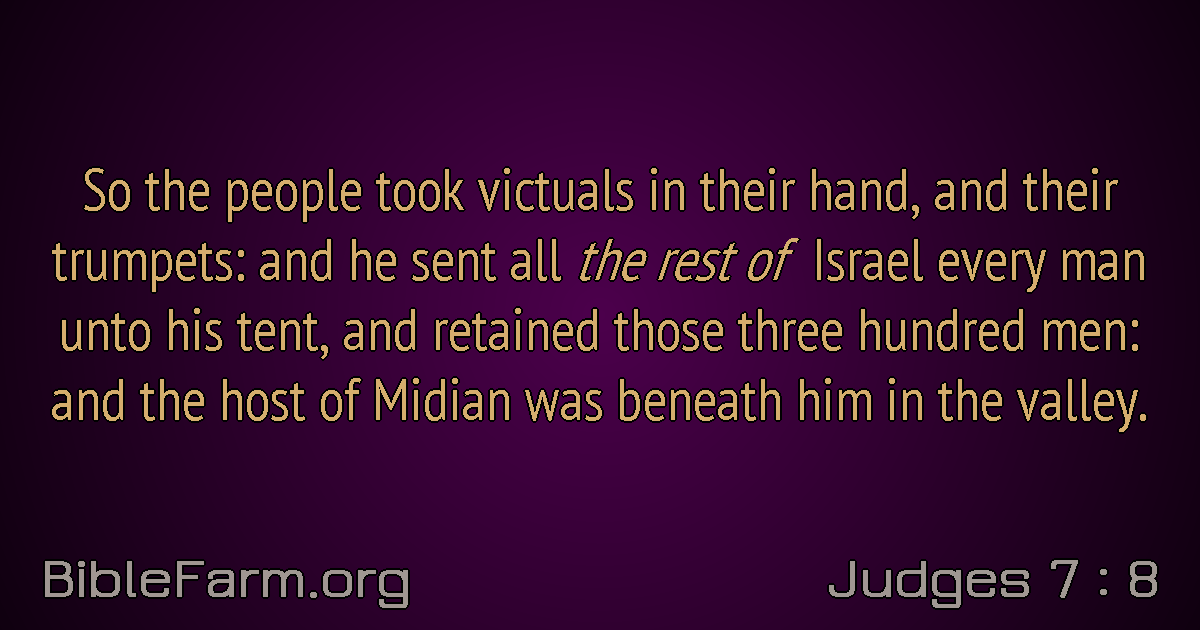 So the people took victuals in their hand, and their
trumpets: and he sent all the rest of Israel every man
unto his tent, and retained those three hundred men:
and the host of Midian was beneath him in the valley.
BibleFarm.org
Judges 7 : 8